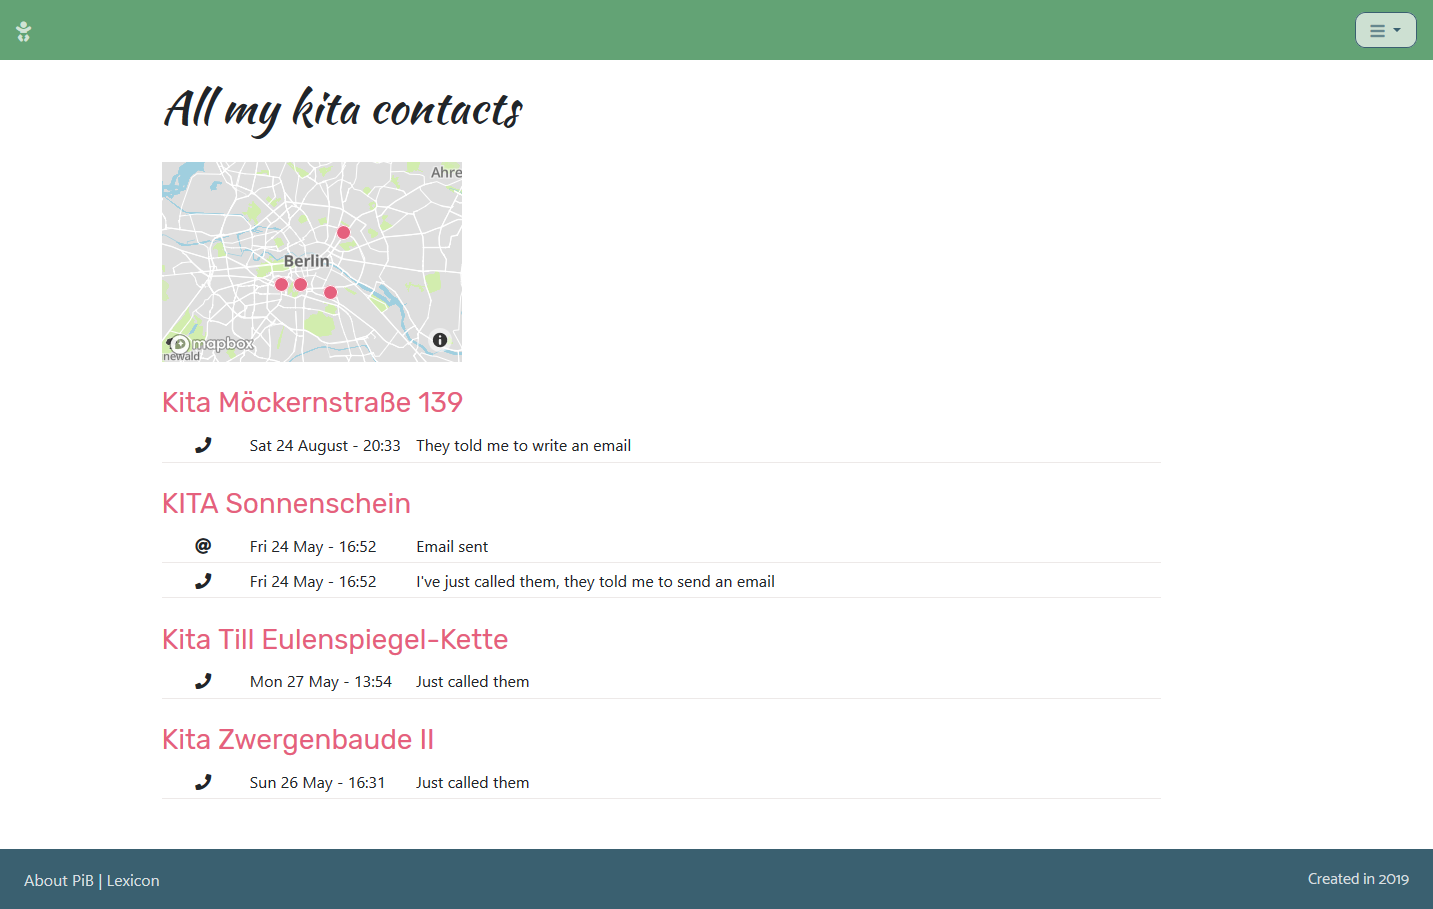 All my kita contacts
Ahre
Berlin
mapbox
newald
Kita Möckernstraße 139
Sat 24 August - 20:33 They told me to write an email
KITA Sonnenschein
Fri 24 May - 16:52 Email sent
Fri 24 May - 16:52 I've just called them, they told me to send an email
Kita Till Eulenspiegel-Kette
Mon 27 May - 13:54 Just called them
Kita Zwergenbaude II
Sun 26 May - 16:31 Just called them
About PiB | Lexicon
Created in 2019